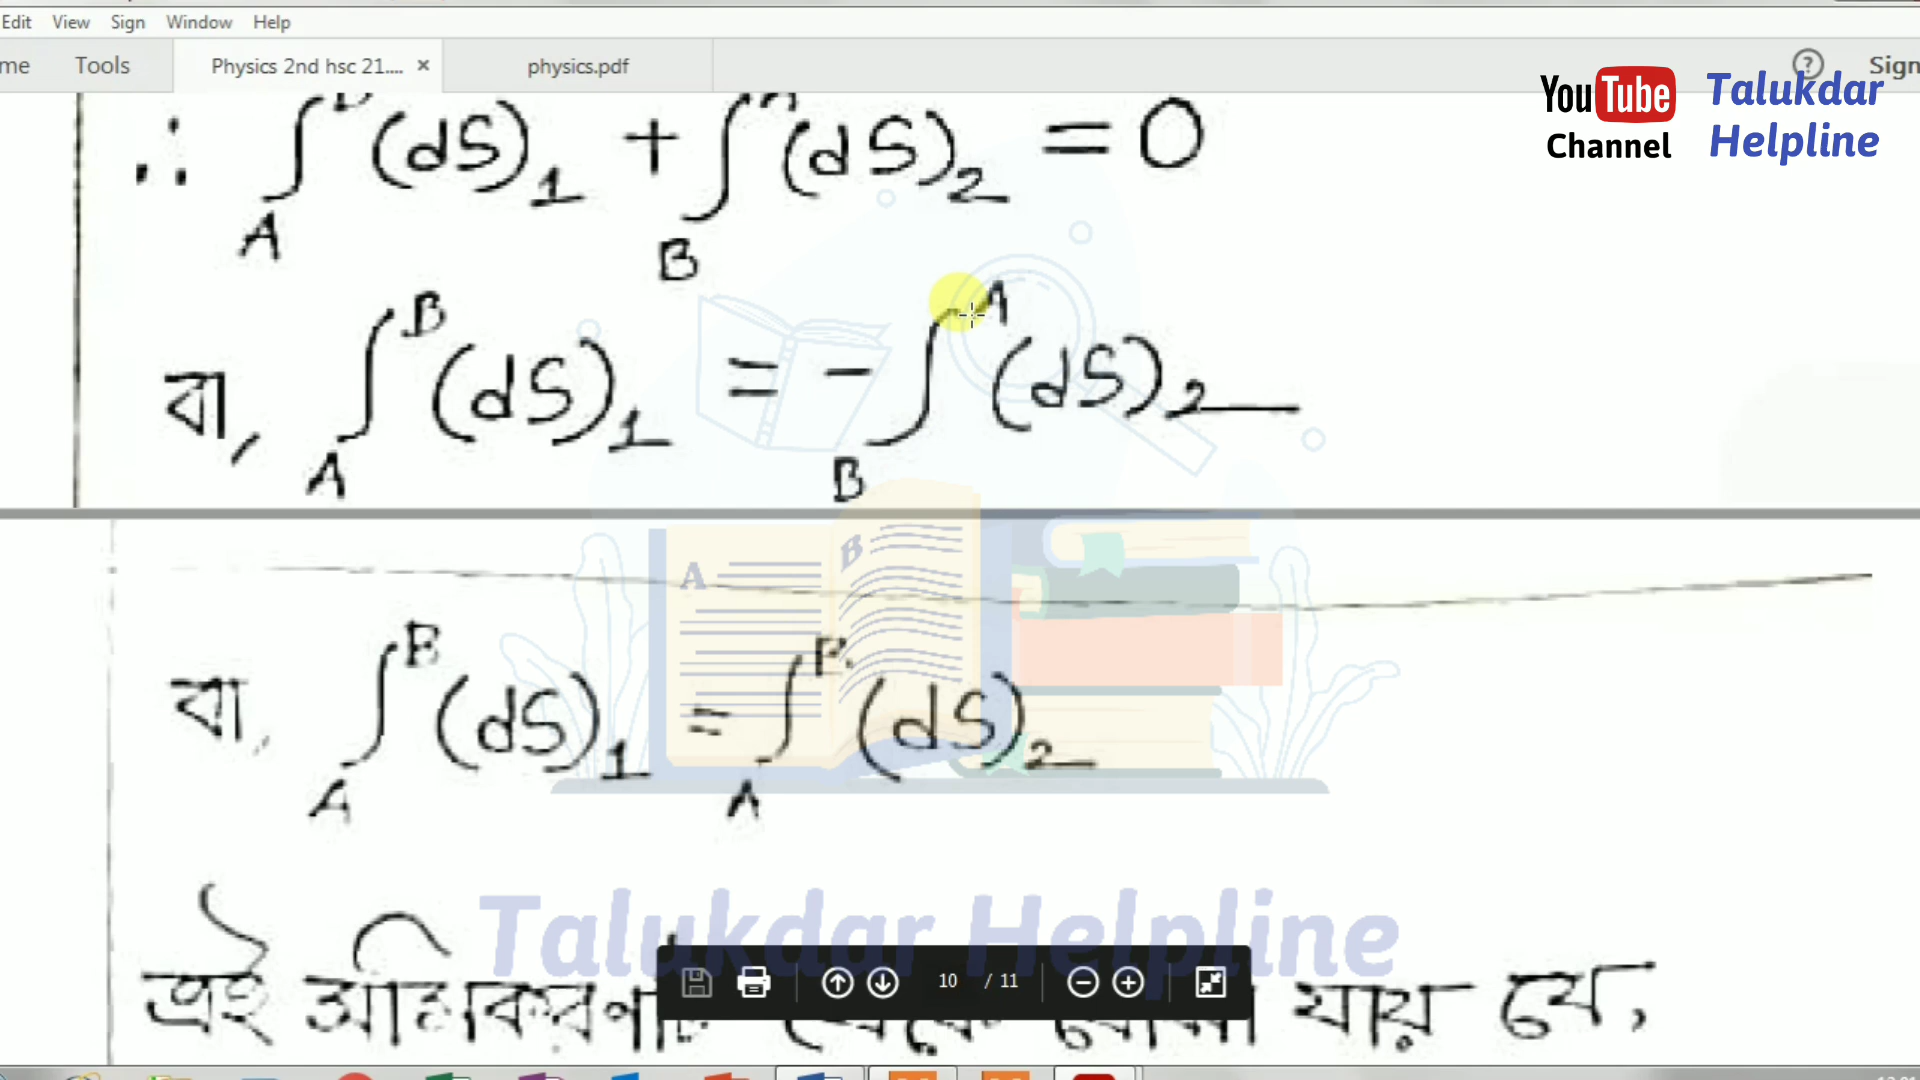 Edit View Sign Window Help
me Tools Physics 2nd hsc 21.... × physics.pdf ? Sign
YouTube Channel Talukdar Helpline
∴ ∫_A^B (dS)₁ + ∫_B^A (dS)₂ = 0
বা, ∫_A^B (dS)₁ = - ∫_B^A (dS)₂
A B
বা, ∫_A^B (dS)₁ = ∫_A^B (dS)₂
Talukdar Helpline
এই যায় যে,
10 / 11